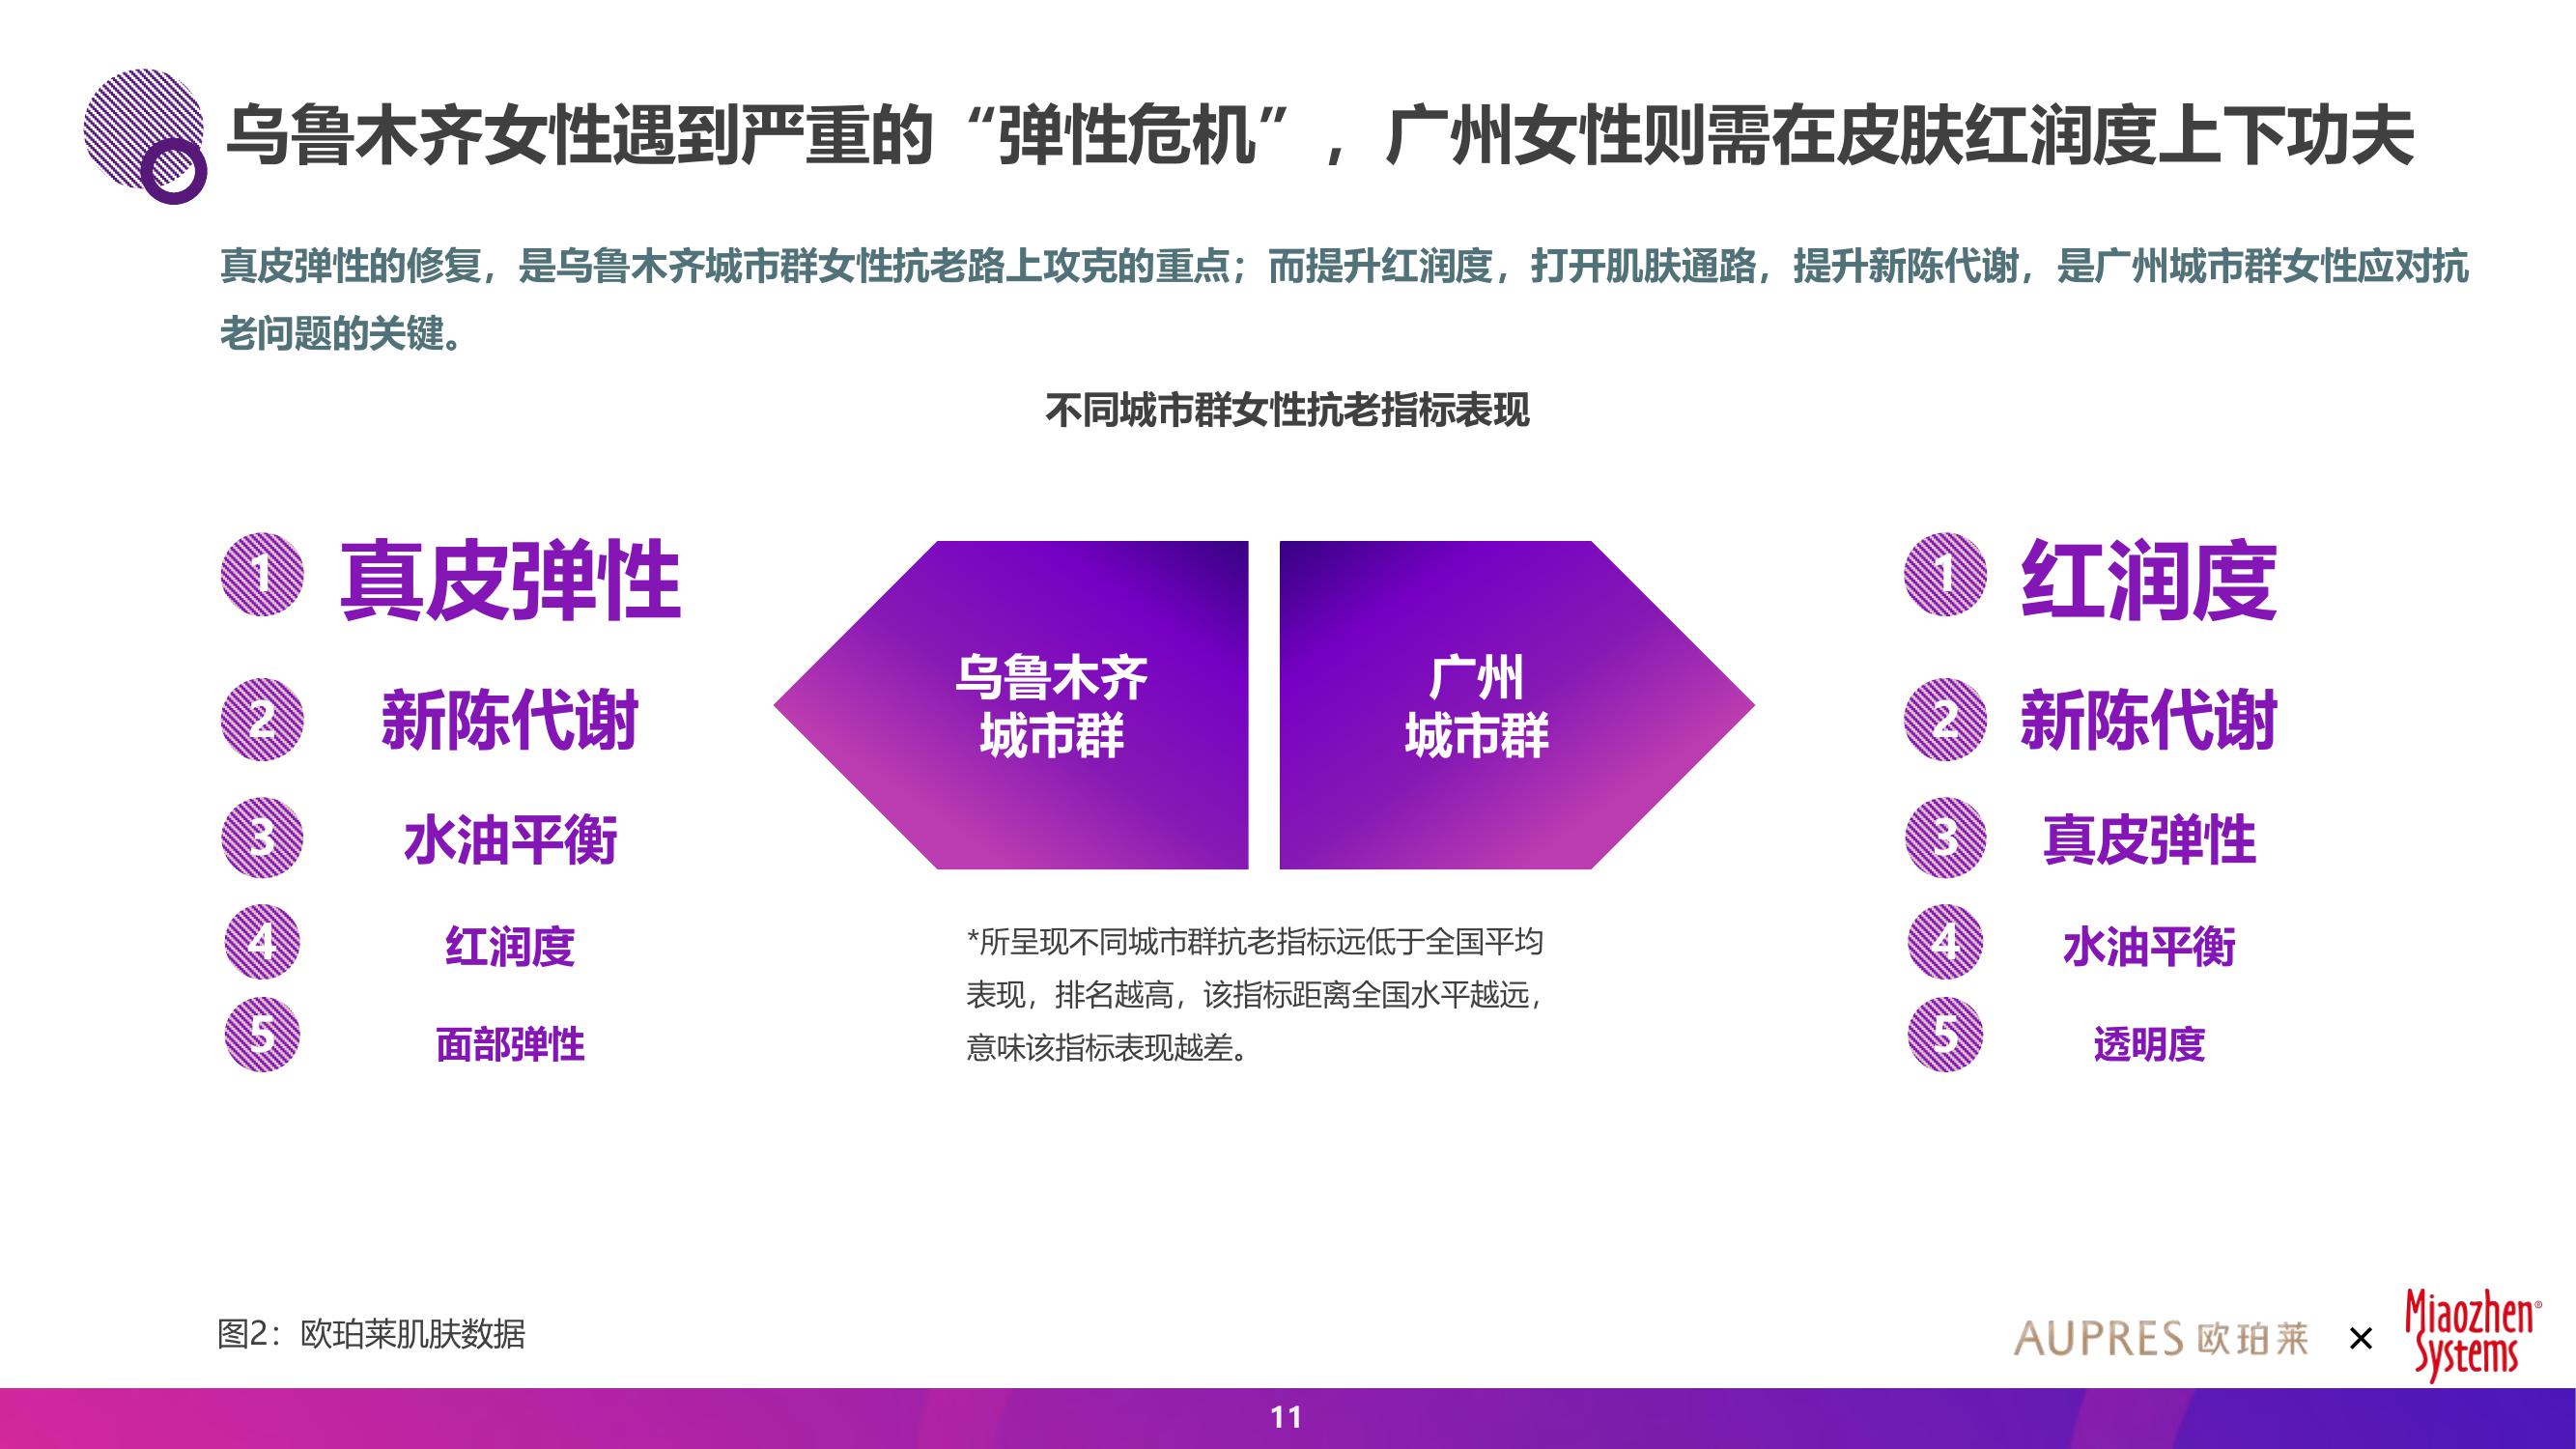 乌鲁木齐女性遇到严重的“弹性危机”，广州女性则需在皮肤红润度上下功夫
真皮弹性的修复，是乌鲁木齐城市群女性抗老路上攻克的重点；而提升红润度，打开肌肤通路，提升新陈代谢，是广州城市群女性应对抗
老问题的关键。
不同城市群女性抗老指标表现
1 真皮弹性
2 新陈代谢
3 水油平衡
4 红润度
5 面部弹性
乌鲁木齐
城市群
广州
城市群
*所呈现不同城市群抗老指标远低于全国平均
表现，排名越高，该指标距离全国水平越远，
意味该指标表现越差。
1 红润度
2 新陈代谢
3 真皮弹性
4 水油平衡
5 透明度
图2：欧珀莱肌肤数据
AUPRES 欧珀莱 × Miaozhen®
Systems
11